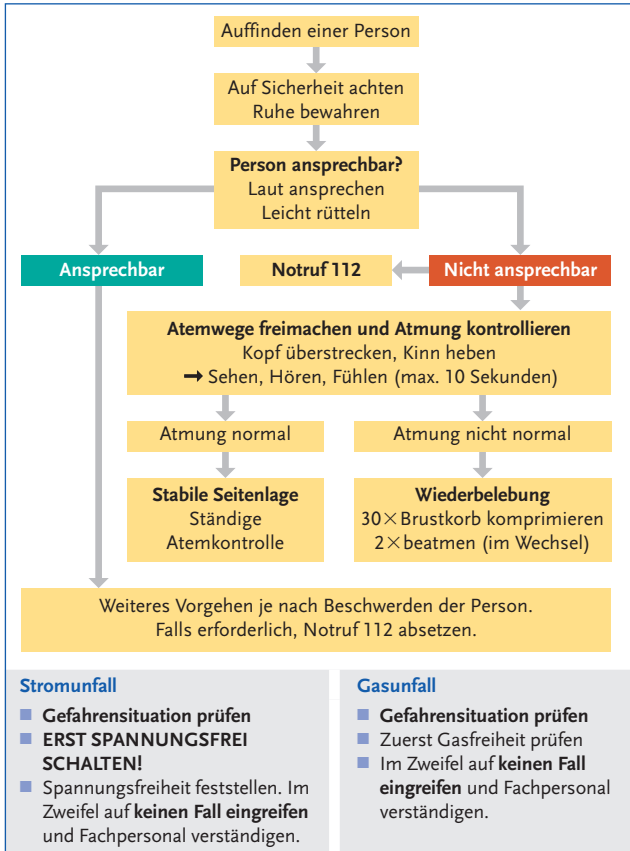 Auffinden einer Person
Auf Sicherheit achten
Ruhe bewahren
Person ansprechbar?
Laut ansprechen
Leicht rütteln
Ansprechbar
Notruf 112
Nicht ansprechbar
Atemwege freimachen und Atmung kontrollieren
Kopf überstrecken, Kinn heben
➞ Sehen, Hören, Fühlen (max. 10 Sekunden)
Atmung normal
Atmung nicht normal
Stabile Seitenlage
Ständige
Atemkontrolle
Wiederbelebung
30×Brustkorb komprimieren
2×beatmen (im Wechsel)
Weiteres Vorgehen je nach Beschwerden der Person.
Falls erforderlich, Notruf 112 absetzen.
Stromunfall
■ Gefahrensituation prüfen
■ ERST SPANNUNGSFREI
SCHALTEN!
■ Spannungsfreiheit feststellen. Im
Zweifel auf keinen Fall eingreifen
und Fachpersonal verständigen.
Gasunfall
■ Gefahrensituation prüfen
■ Zuerst Gasfreiheit prüfen
■ Im Zweifel auf keinen Fall
eingreifen und Fachpersonal
verständigen.